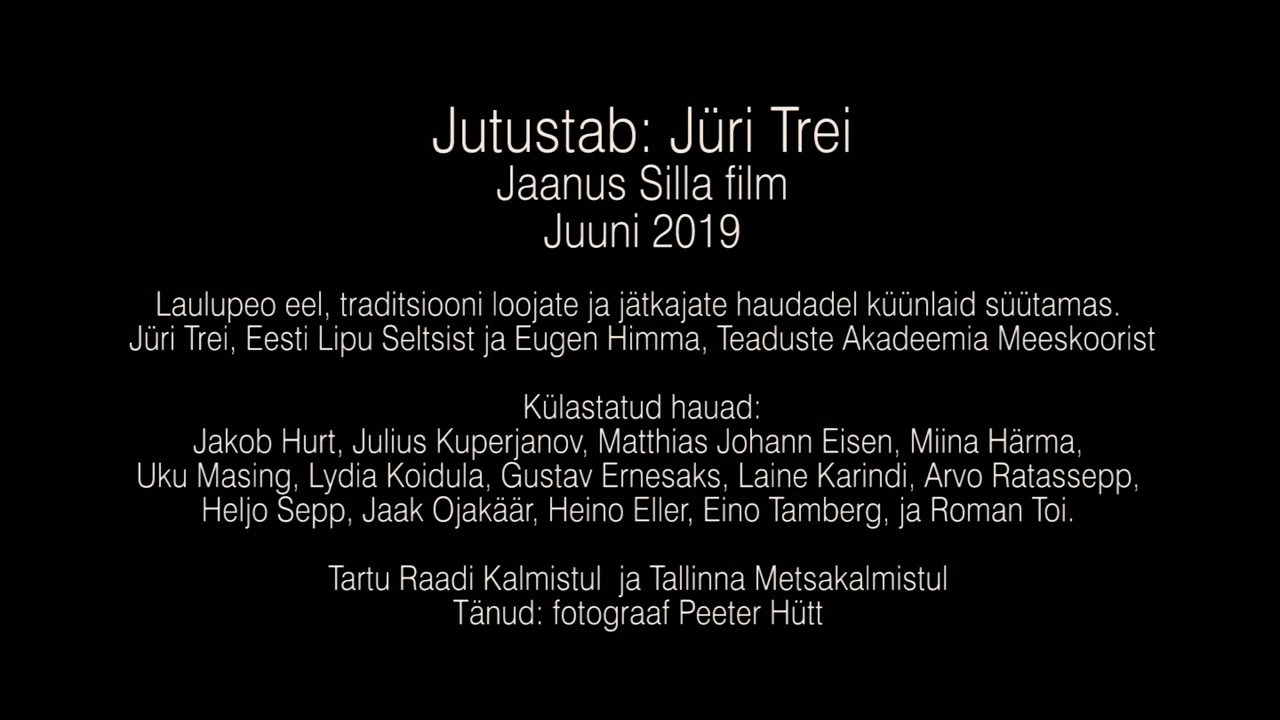 Jutustab: Jüri Trei
Jaanus Silla film
Juuni 2019
Laulupeo eel, traditsiooni loojate ja jätkajate haudadel küünlaid süütamas.
Jüri Trei, Eesti Lipu Seltsist ja Eugen Himma, Teaduste Akadeemia Meeskoorist
Külastatud hauad:
Jakob Hurt, Julius Kuperjanov, Matthias Johann Eisen, Miina Härma,
Uku Masing, Lydia Koidula, Gustav Ernesaks, Laine Karindi, Arvo Ratassepp,
Heljo Sepp, Jaak Ojakäär, Heino Eller, Eino Tamberg, ja Roman Toi.
Tartu Raadi Kalmistul ja Tallinna Metsakalmistul
Tänud: fotograaf Peeter Hütt